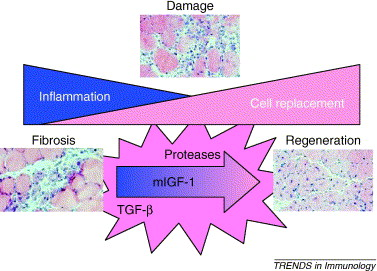 Damage
Inflammation
Cell replacement
Fibrosis
Regeneration
Proteases
mIGF-1
TGF-β
TRENDS in Immunology